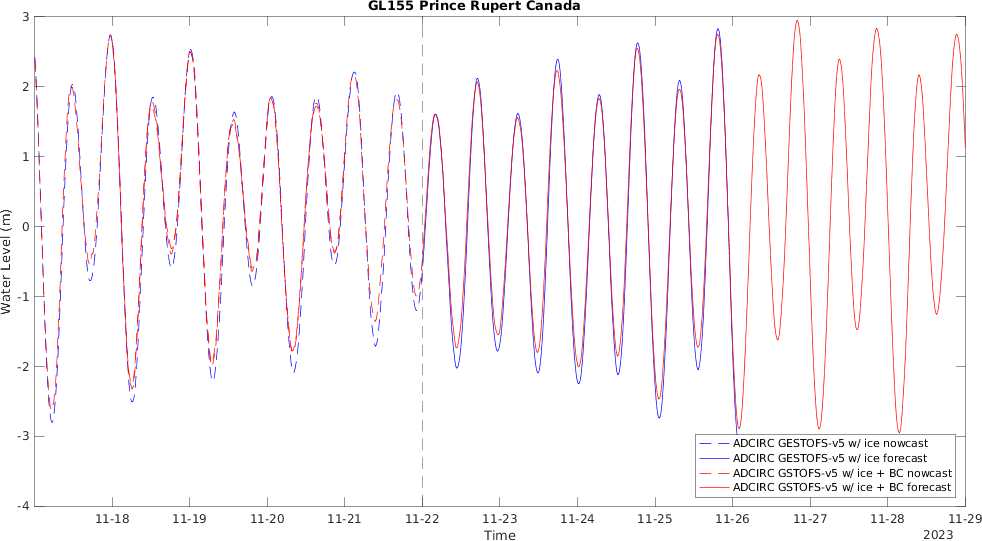 GL155 Prince Rupert Canada
Water Level (m)
3
2
1
0
-1
-2
-3
-4
ADCIRC GESTOFS-v5 w/ ice nowcast
ADCIRC GESTOFS-v5 w/ ice forecast
ADCIRC GSTOFS-v5 w/ ice + BC nowcast
ADCIRC GSTOFS-v5 w/ ice + BC forecast
11-18 11-19 11-20 11-21 11-22 11-23 11-24 11-25 11-26 11-27 11-28 11-29
Time
2023